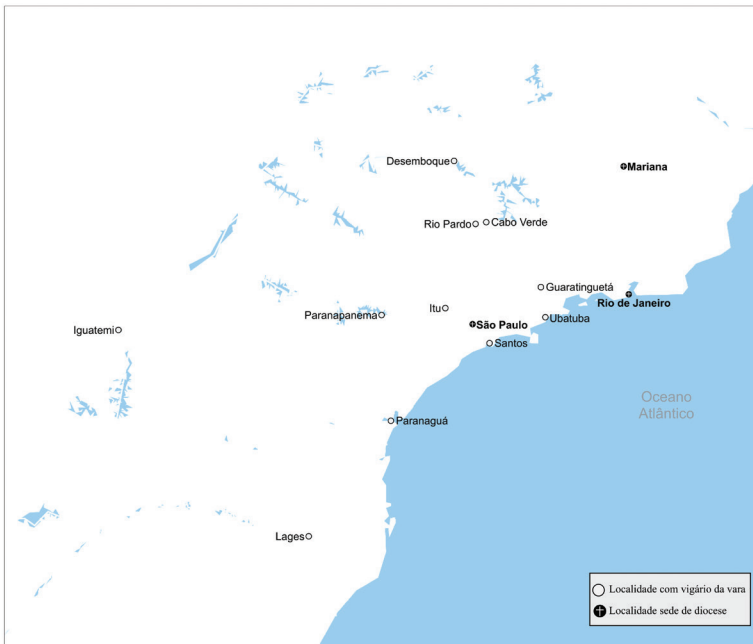 Desemboque
Mariana
Rio Pardo
Cabo Verde
Guaratinguetá
Rio de Janeiro
Itu
Paranapanema
Ubatuba
São Paulo
Iguatemi
Santos
Oceano
Atlântico
Paranaguá
Lages
Localidade com vigário da vara
Localidade sede de diocese